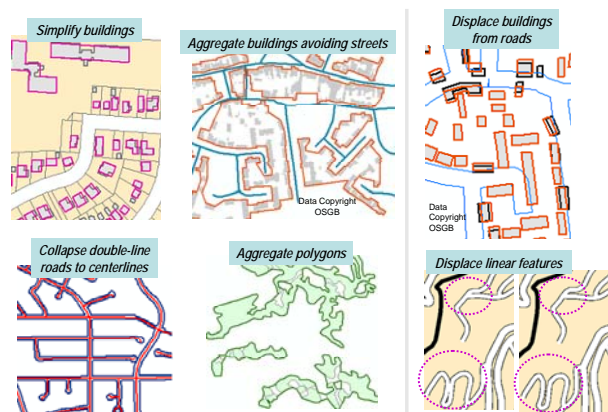 Simplify buildings
Aggregate buildings avoiding streets
Displace buildings
from roads
Data Copyright
OSGB
Data
Copyright
OSGB
Collapse double-line
roads to centerlines
Aggregate polygons
Displace linear features